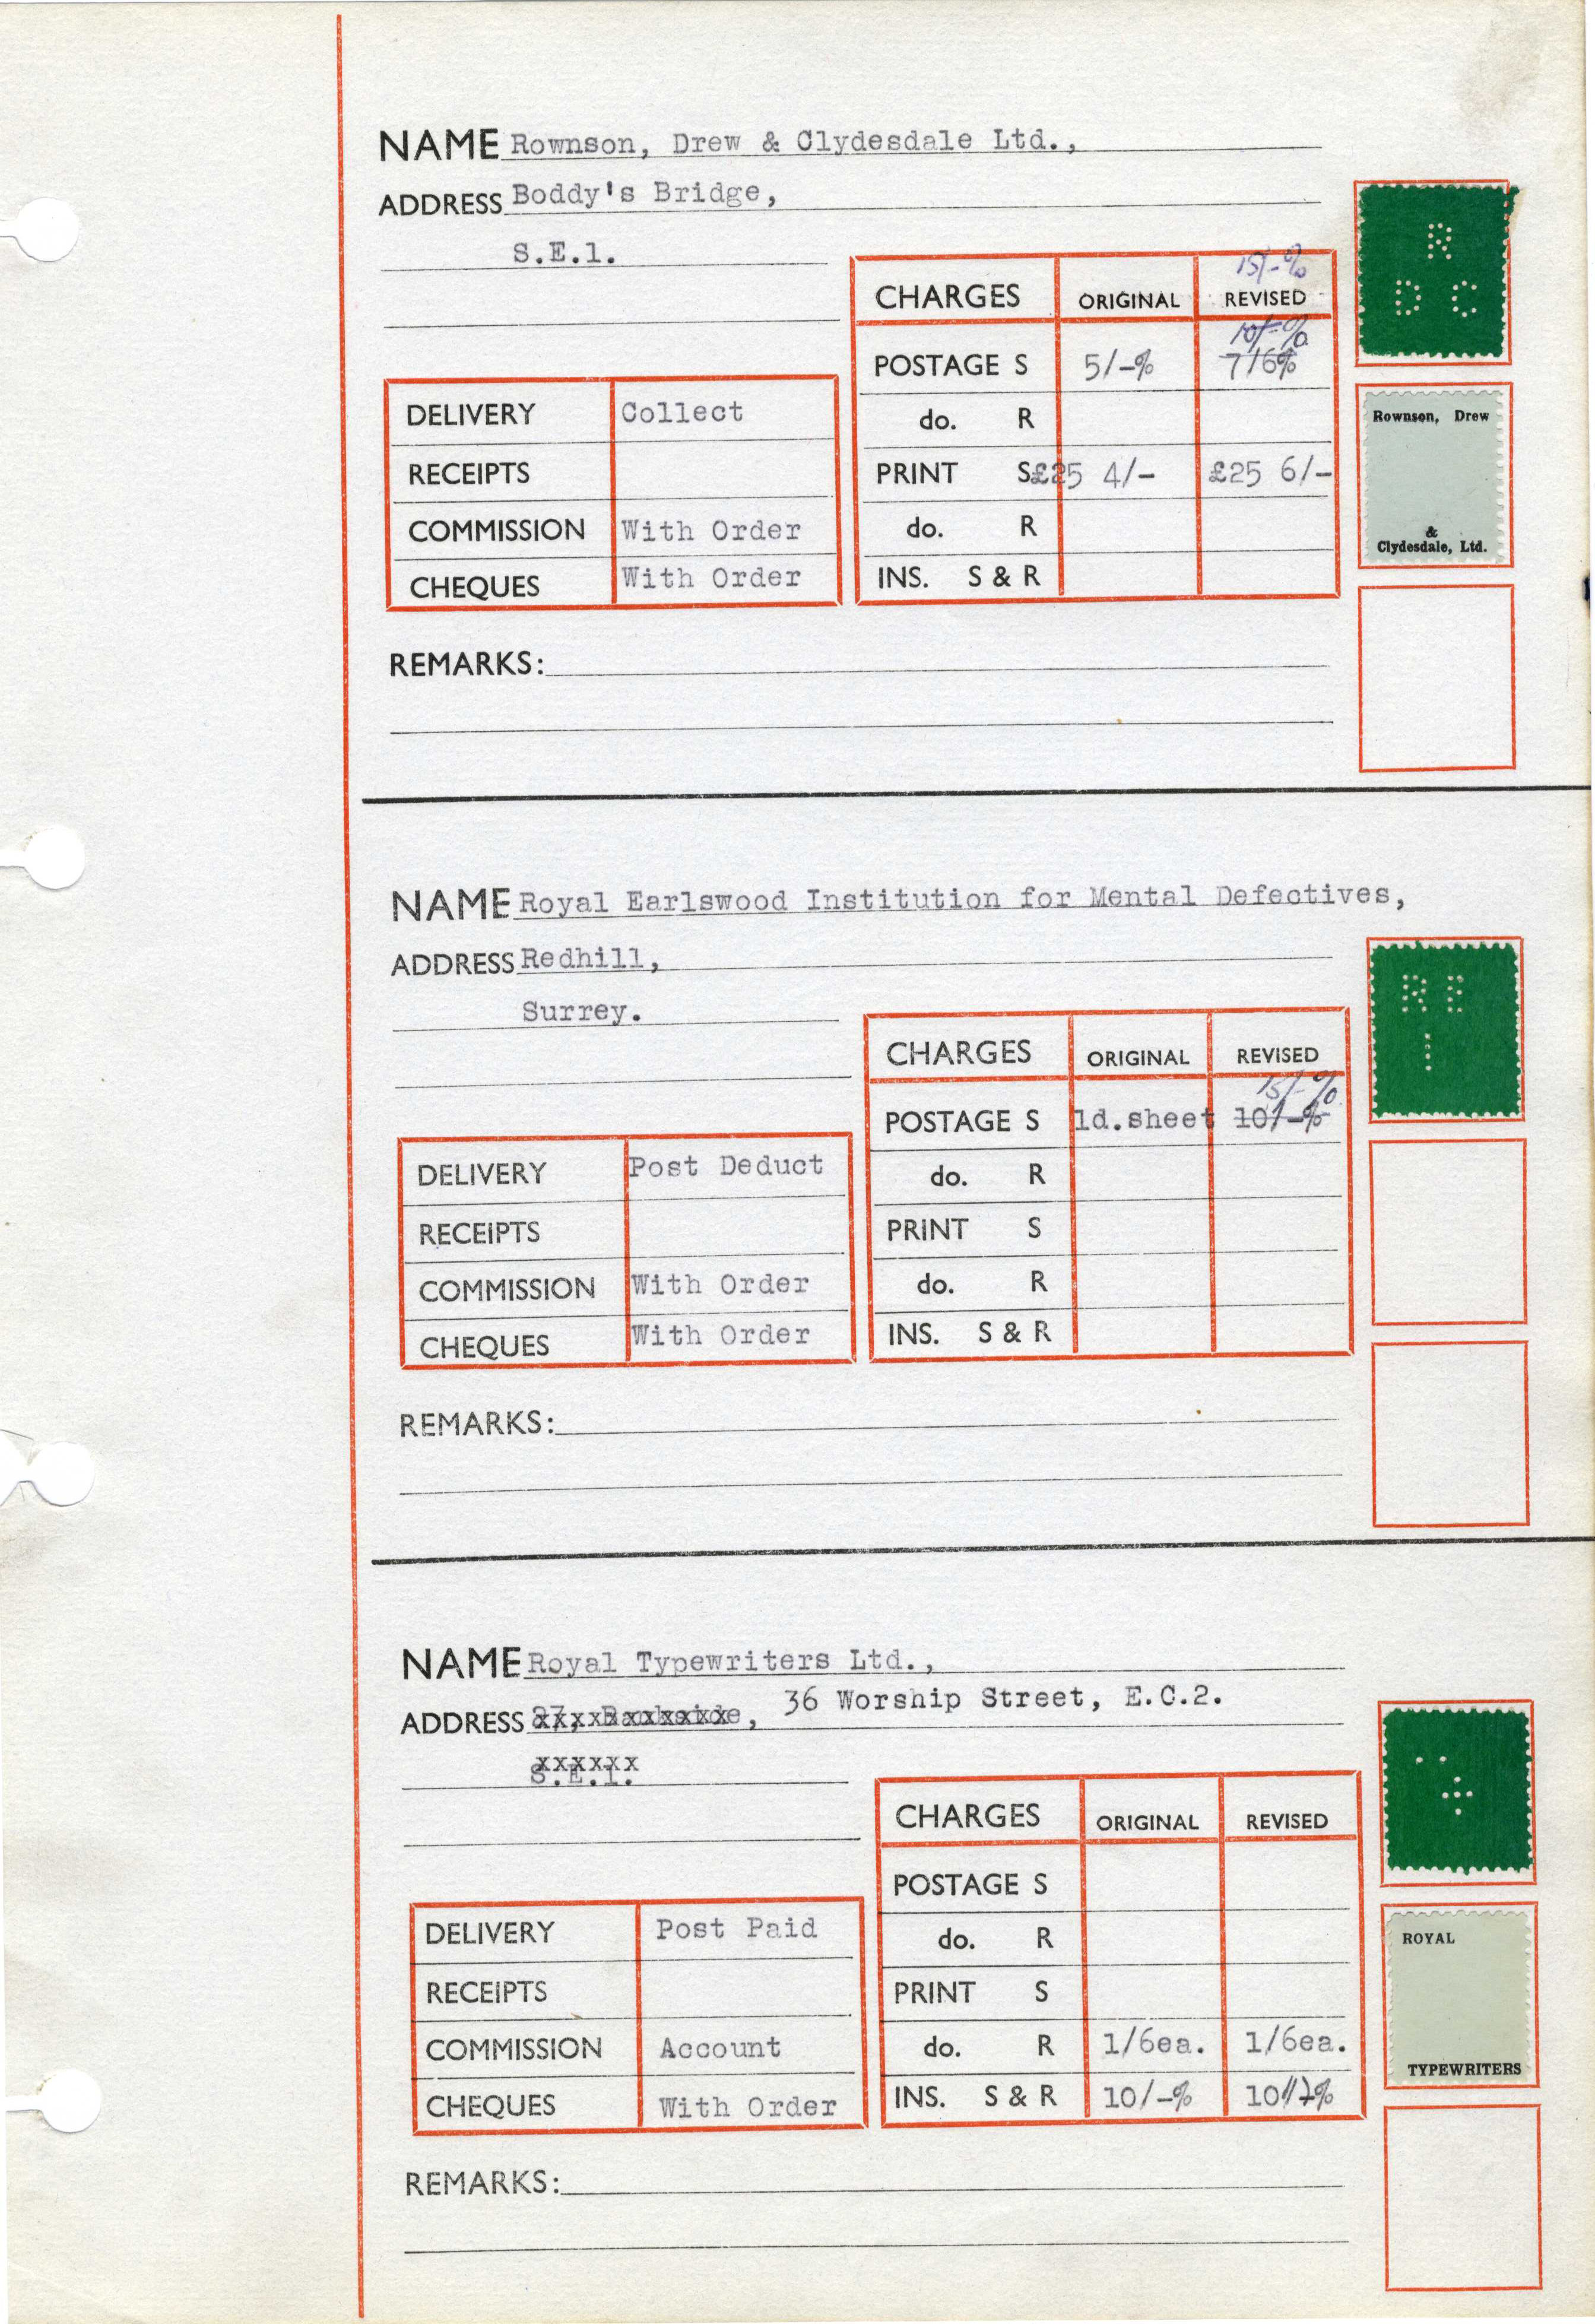 NAME Rownson, Drew & Clydesdale Ltd.,
ADDRESS Boddy's Bridge,
S.E.1.
15/-%
CHARGES ORIGINAL REVISED
10/-%
POSTAGE S 5/-% 7/6%
do. R
PRINT S £25 4/- £25 6/-
do. R
INS. S & R
DELIVERY Collect
RECEIPTS
COMMISSION With Order
CHEQUES With Order
REMARKS:
R
D C
Rownson, Drew
&
Clydesdale, Ltd.
NAME Royal Earlswood Institution for Mental Defectives,
ADDRESS Redhill,
Surrey.
CHARGES ORIGINAL REVISED
15/-%
POSTAGE S 1d.sheet 10/-%
do. R
PRINT S
do. R
INS. S & R
DELIVERY Post Deduct
RECEIPTS
COMMISSION With Order
CHEQUES With Order
REMARKS:
R E
I
NAME Royal Typewriters Ltd.,
ADDRESS 27, Bankside, 36 Worship Street, E.C.2.
S.E.1.
CHARGES ORIGINAL REVISED
POSTAGE S
do. R
PRINT S
do. R 1/6ea. 1/6ea.
INS. S & R 10/-%
DELIVERY Post Paid
RECEIPTS
COMMISSION Account
CHEQUES With Order
REMARKS:
ROYAL
TYPEWRITERS